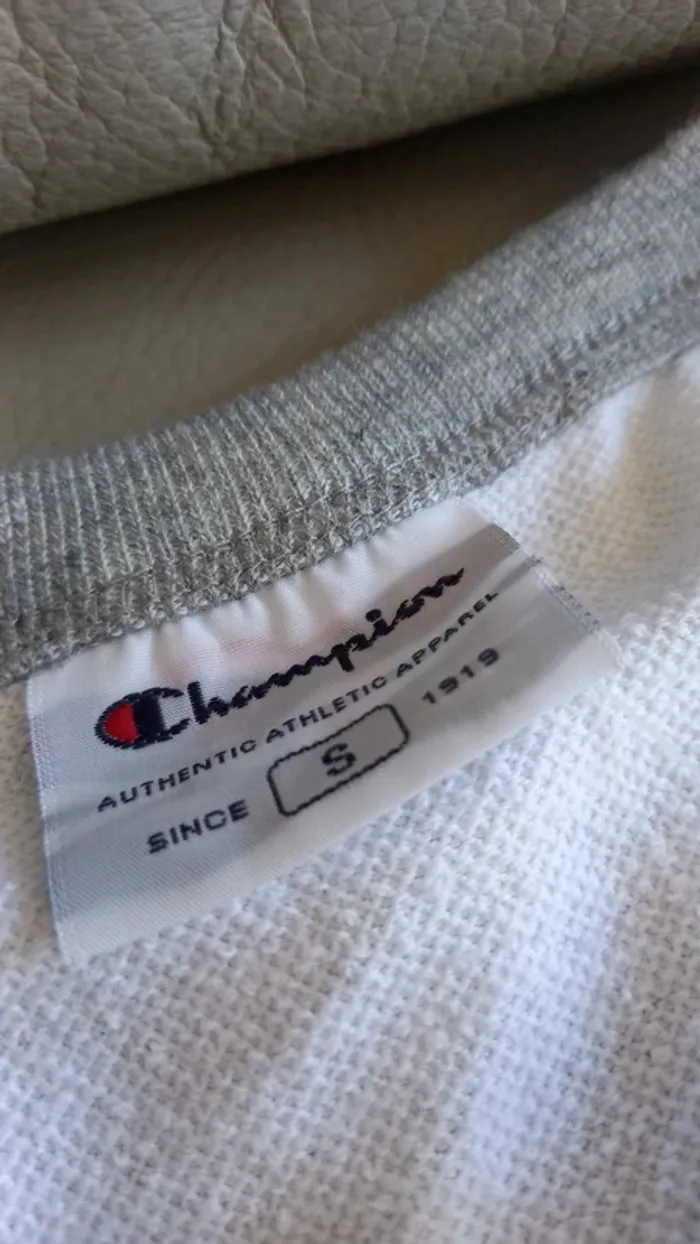 Champion
AUTHENTIC ATHLETIC APPAREL
SINCE S 1919